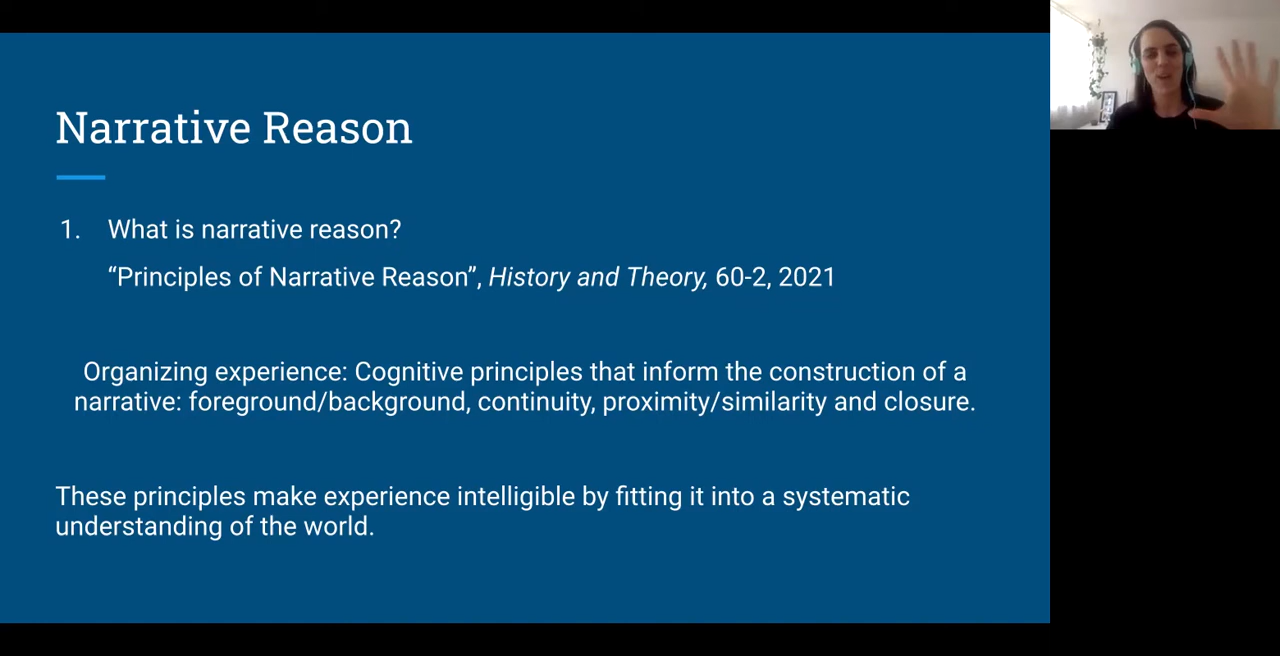 Narrative Reason
1. What is narrative reason?
“Principles of Narrative Reason”, History and Theory, 60-2, 2021
Organizing experience: Cognitive principles that inform the construction of a
narrative: foreground/background, continuity, proximity/similarity and closure.
These principles make experience intelligible by fitting it into a systematic
understanding of the world.